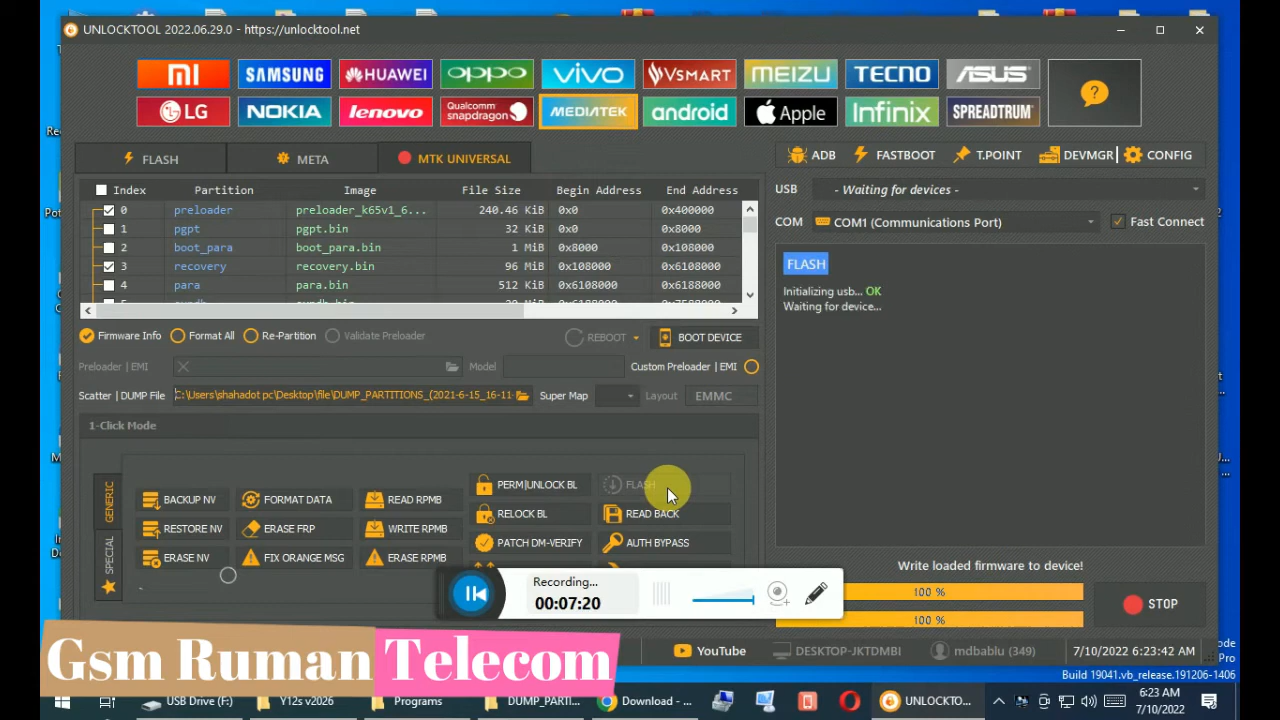 UNLOCKTOOL 2022.06.29.0 - https://unlocktool.net
mi SAMSUNG HUAWEI oppo vivo VSMART MEIZU TECNO ASUS
LG NOKIA lenovo Qualcomm snapdragon MEDIATEK android Apple Infinix SPREADTRUM ?
FLASH META MTK UNIVERSAL
ADB FASTBOOT T.POINT DEVMGR CONFIG
Index Partition Image File Size Begin Address End Address
0 preloader preloader_k65v1_6... 240.46 KiB 0x0 0x400000
1 pgpt pgpt.bin 32 KiB 0x0 0x8000
2 boot_para boot_para.bin 1 MiB 0x8000 0x108000
3 recovery recovery.bin 96 MiB 0x108000 0x6108000
4 para para.bin 512 KiB 0x6108000 0x6188000
USB - Waiting for devices -
COM COM1 (Communications Port) Fast Connect
FLASH
Initializing usb... OK
Waiting for device...
Firmware Info Format All Re-Partition Validate Preloader REBOOT BOOT DEVICE
Preloader | EMI Model Custom Preloader | EMI
Scatter | DUMP File C:\Users\shahadot pc\Desktop\file\DUMP_PARTITIONS_(2021-6-15_16-11- Super Map Layout EMMC
1-Click Mode
GENERIC
SPECIAL
BACKUP NV FORMAT DATA READ RPMB
RESTORE NV ERASE FRP WRITE RPMB
ERASE NV FIX ORANGE MSG ERASE RPMB
PERM|UNLOCK BL FLASH
RELOCK BL READ BACK
PATCH DM-VERIFY AUTH BYPASS
Write loaded firmware to device!
100 %
100 %
STOP
Recording...
00:07:20
YouTube DESKTOP-JKTDMBI mdbablu (349) 7/10/2022 6:23:42 AM
Pro
Build 19041.vb_release.191206-1406
Gsm Ruman Telecom
USB Drive (F:) Y12s v2026 Programs DUMP_PARTI... Download - ... UNLOCKTO...
6:23 AM
7/10/2022